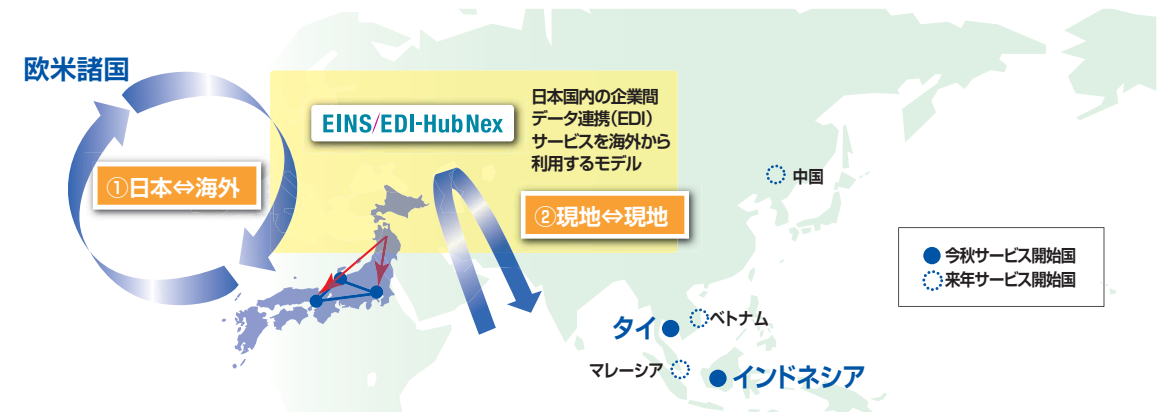 欧米諸国
①日本⇔海外
EINS/EDI-HubNex
日本国内の企業間
データ連携(EDI)
サービスを海外から
利用するモデル
②現地⇔現地
中国
今秋サービス開始国
来年サービス開始国
タイ
ベトナム
マレーシア
インドネシア